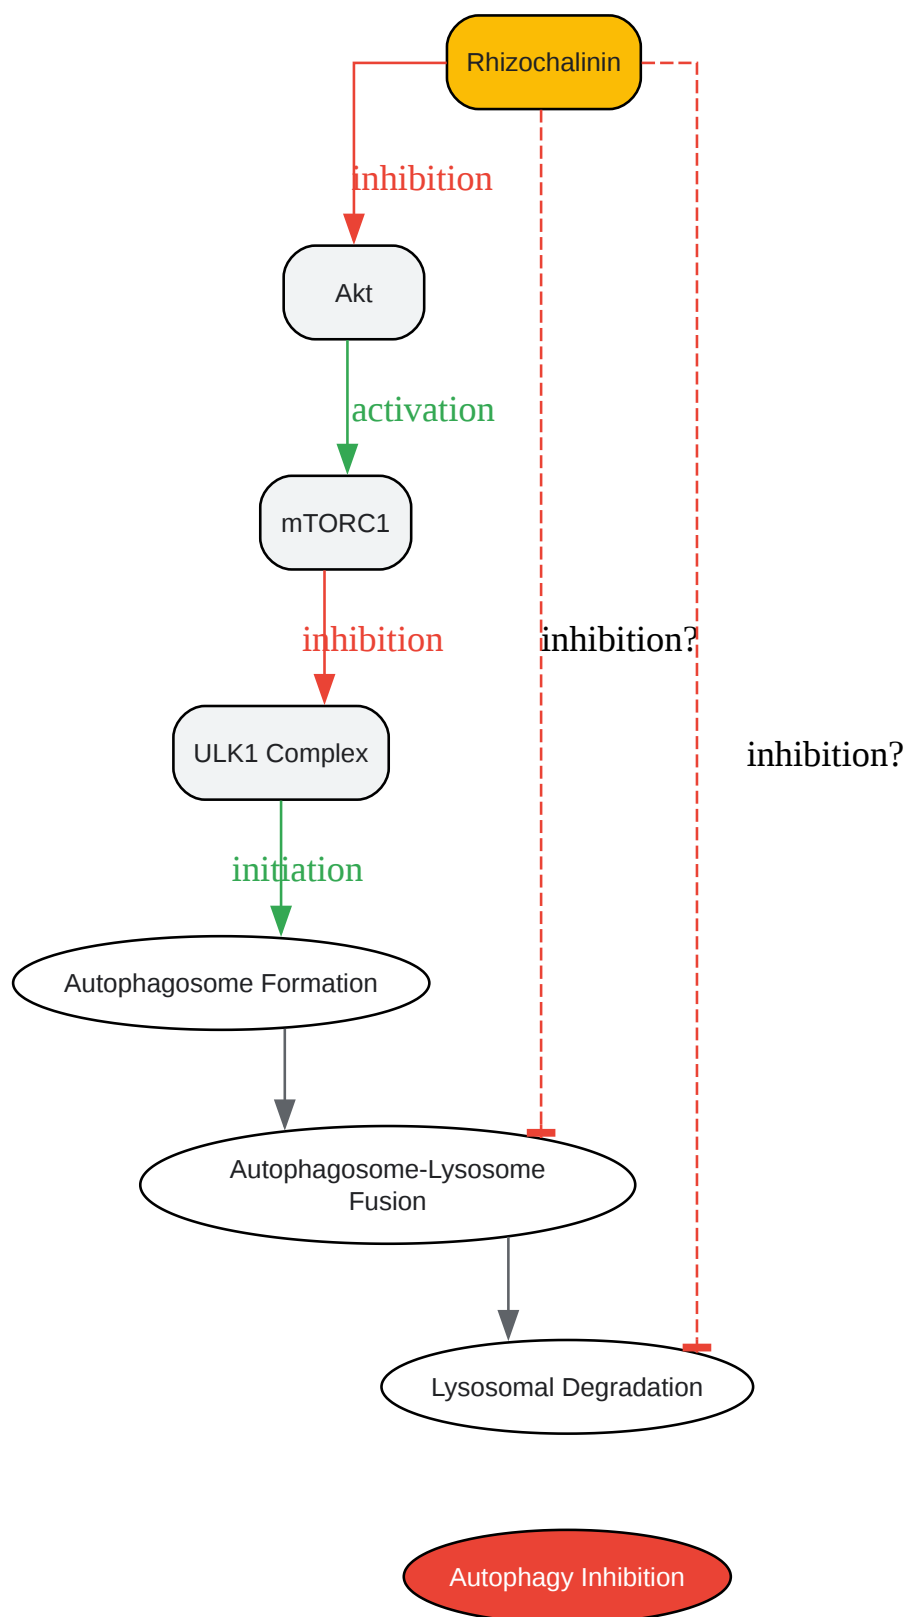 Rhizochalinin
inhibition
Akt
activation
mTORC1
inhibition
inhibition?
inhibition?
ULK1 Complex
initiation
Autophagosome Formation
Autophagosome-Lysosome
Fusion
Lysosomal Degradation
Autophagy Inhibition